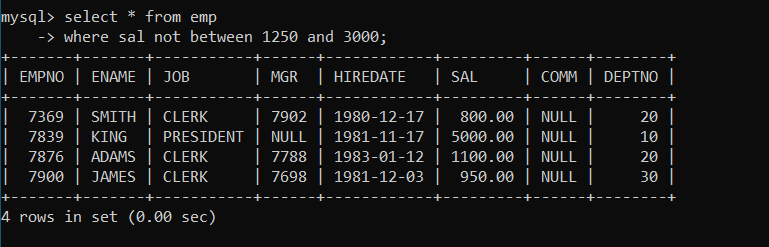 mysql> select * from emp
    -> where sal not between 1250 and 3000;
+-------+-------+-----------+------+------------+---------+------+--------+
| EMPNO | ENAME | JOB       | MGR  | HIREDATE   | SAL     | COMM | DEPTNO |
+-------+-------+-----------+------+------------+---------+------+--------+
|  7369 | SMITH | CLERK     | 7902 | 1980-12-17 |  800.00 | NULL |     20 |
|  7839 | KING  | PRESIDENT | NULL | 1981-11-17 | 5000.00 | NULL |     10 |
|  7876 | ADAMS | CLERK     | 7788 | 1983-01-12 | 1100.00 | NULL |     20 |
|  7900 | JAMES | CLERK     | 7698 | 1981-12-03 |  950.00 | NULL |     30 |
+-------+-------+-----------+------+------------+---------+------+--------+
4 rows in set (0.00 sec)